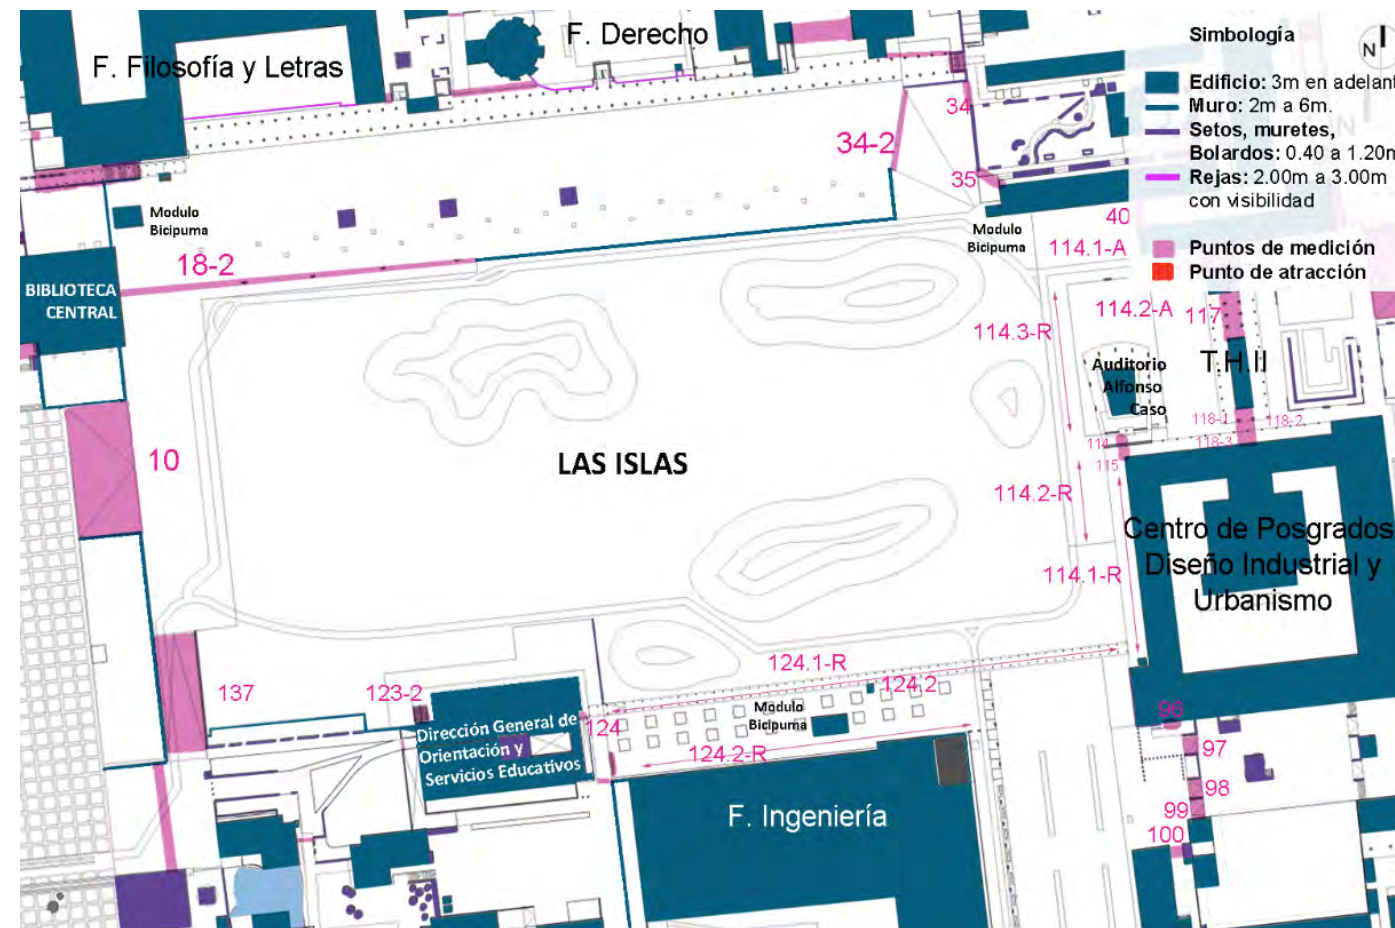 F. Filosofía y Letras
F. Derecho
Simbología
N
Edificio: 3m en adelant
Muro: 2m a 6m.
Setos, muretes,
Bolardos: 0.40 a 1.20m
Rejas: 2.00m a 3.00m
con visibilidad
Puntos de medición
Punto de atracción
N
34
34-2
35
40
Modulo
Bicipuma
Modulo
Bicipuma
18-2
114.1-A
BIBLIOTECA
CENTRAL
114.2-A
117
114.3-R
Auditorio
Alfonso
Caso
T.H.II
118-1
118-2
118-3
114
115
10
LAS ISLAS
114.2-R
Centro de Posgrados
Diseño Industrial y
Urbanismo
114.1-R
124.1-R
137
123-2
124.2
Modulo
Bicipuma
124
Dirección General de
Orientación y
Servicios Educativos
124.2-R
96
97
98
99
100
F. Ingeniería